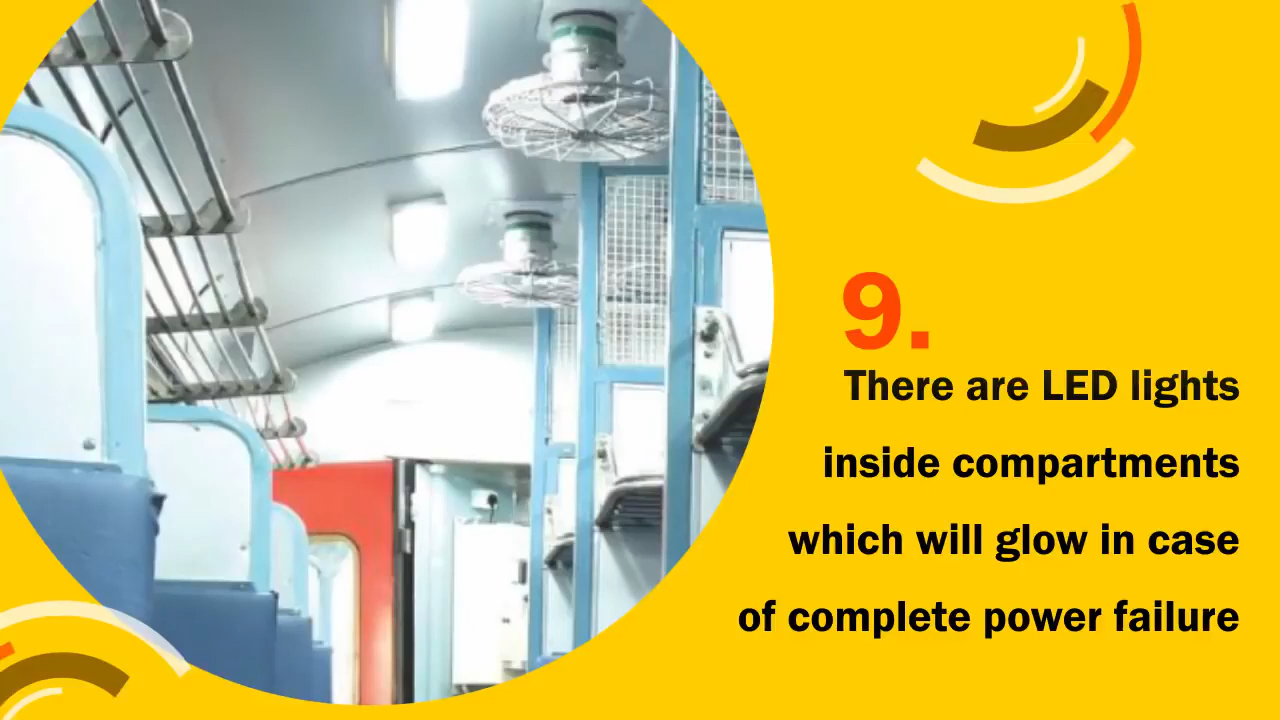 9.
There are LED lights
inside compartments
which will glow in case
of complete power failure